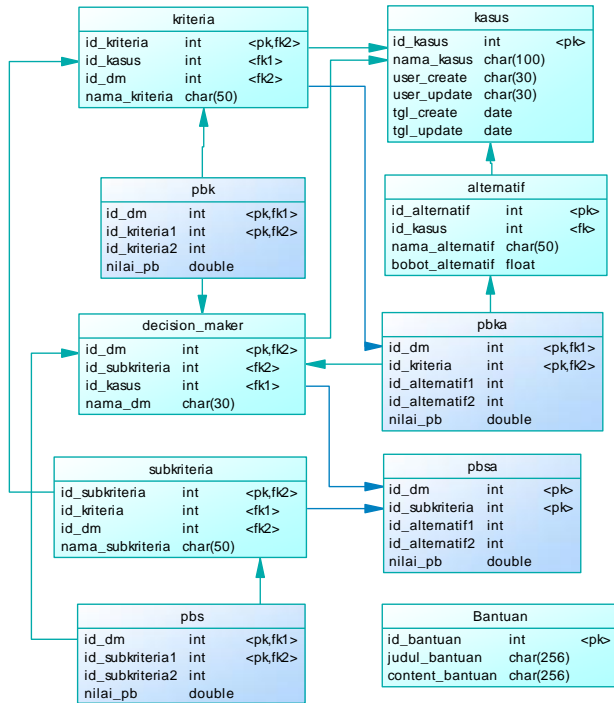 kriteria
id_kriteria int <pk,fk2>
id_kasus int <fk1>
id_dm int <fk2>
nama_kriteria char(50)
kasus
id_kasus int <pk>
nama_kasus char(100)
user_create char(30)
user_update char(30)
tgl_create date
tgl_update date
pbk
id_dm int <pk,fk1>
id_kriteria1 int <pk,fk2>
id_kriteria2 int
nilai_pb double
alternatif
id_alternatif int <pk>
id_kasus int <fk>
nama_alternatif char(50)
bobot_alternatif float
decision_maker
id_dm int <pk,fk2>
id_subkriteria int <fk2>
id_kasus int <fk1>
nama_dm char(30)
pbka
id_dm int <pk,fk1>
id_kriteria int <pk,fk2>
id_alternatif1 int
id_alternatif2 int
nilai_pb double
subkriteria
id_subkriteria int <pk,fk2>
id_kriteria int <fk1>
id_dm int <fk2>
nama_subkriteria char(50)
pbsa
id_dm int <pk>
id_subkriteria int <pk>
id_alternatif1 int
id_alternatif2 int
nilai_pb double
pbs
id_dm int <pk,fk1>
id_subkriteria1 int <pk,fk2>
id_subkriteria2 int
nilai_pb double
Bantuan
id_bantuan int <pk>
judul_bantuan char(256)
content_bantuan char(256)